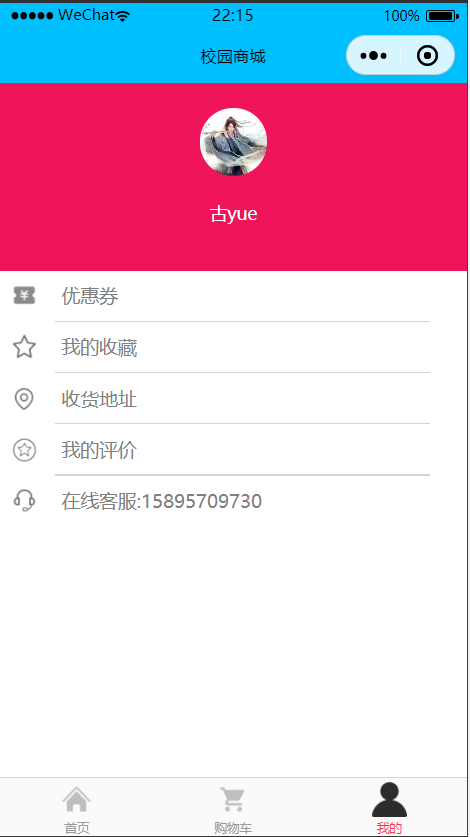 WeChat 22:15 100%
校园商城
古yue
优惠券
我的收藏
收货地址
我的评价
在线客服:15895709730
首页 购物车 我的